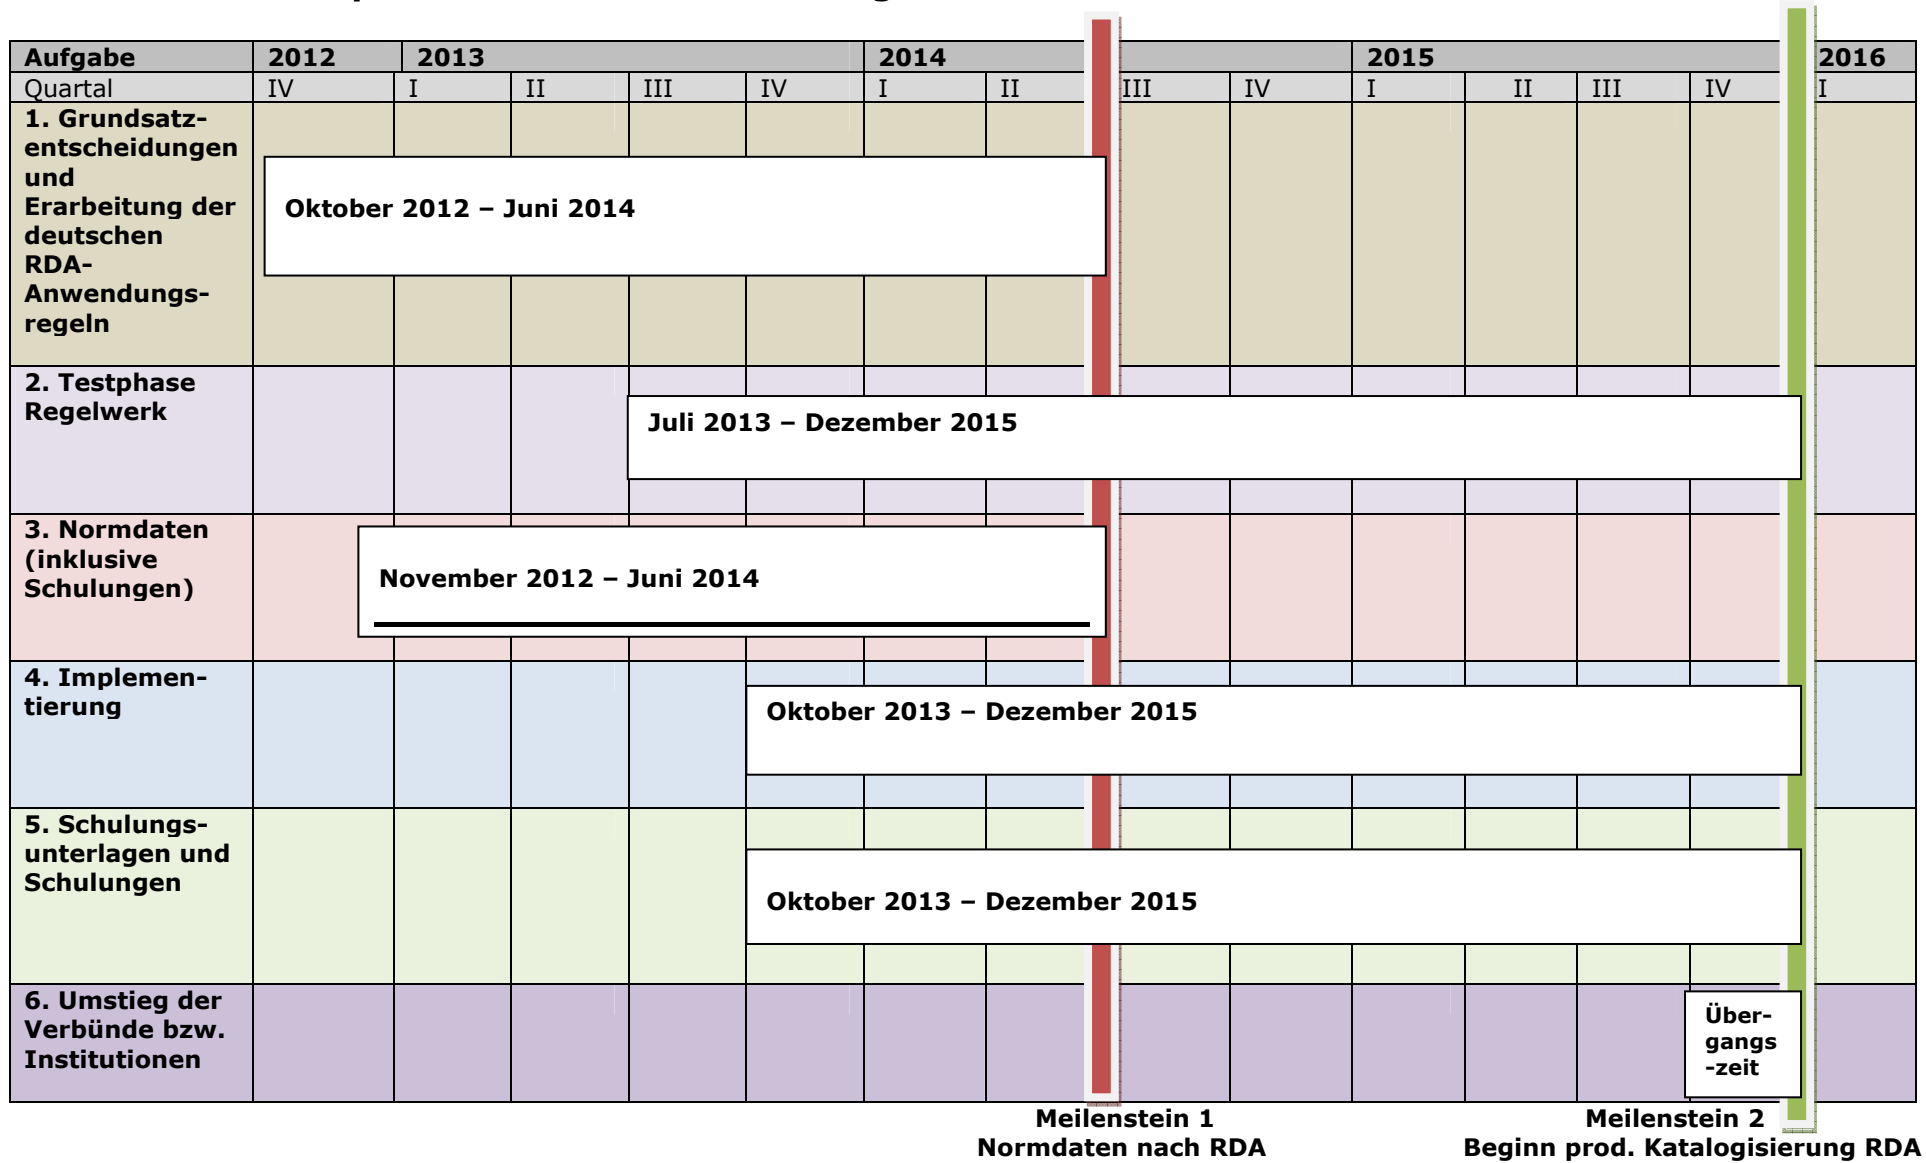 Aufgabe 2012 2013 2014 2015 2016
Quartal IV I II III IV I II III IV I II III IV I
1. Grundsatz-
entscheidungen
und
Erarbeitung der
deutschen
RDA-
Anwendungs-
regeln
Oktober 2012 – Juni 2014
2. Testphase
Regelwerk
Juli 2013 – Dezember 2015
3. Normdaten
(inklusive
Schulungen)
November 2012 – Juni 2014
4. Implemen-
tierung
Oktober 2013 – Dezember 2015
5. Schulungs-
unterlagen und
Schulungen
Oktober 2013 – Dezember 2015
6. Umstieg der
Verbünde bzw.
Institutionen
Über-
gangs
-zeit
Meilenstein 1
Normdaten nach RDA
Meilenstein 2
Beginn prod. Katalogisierung RDA